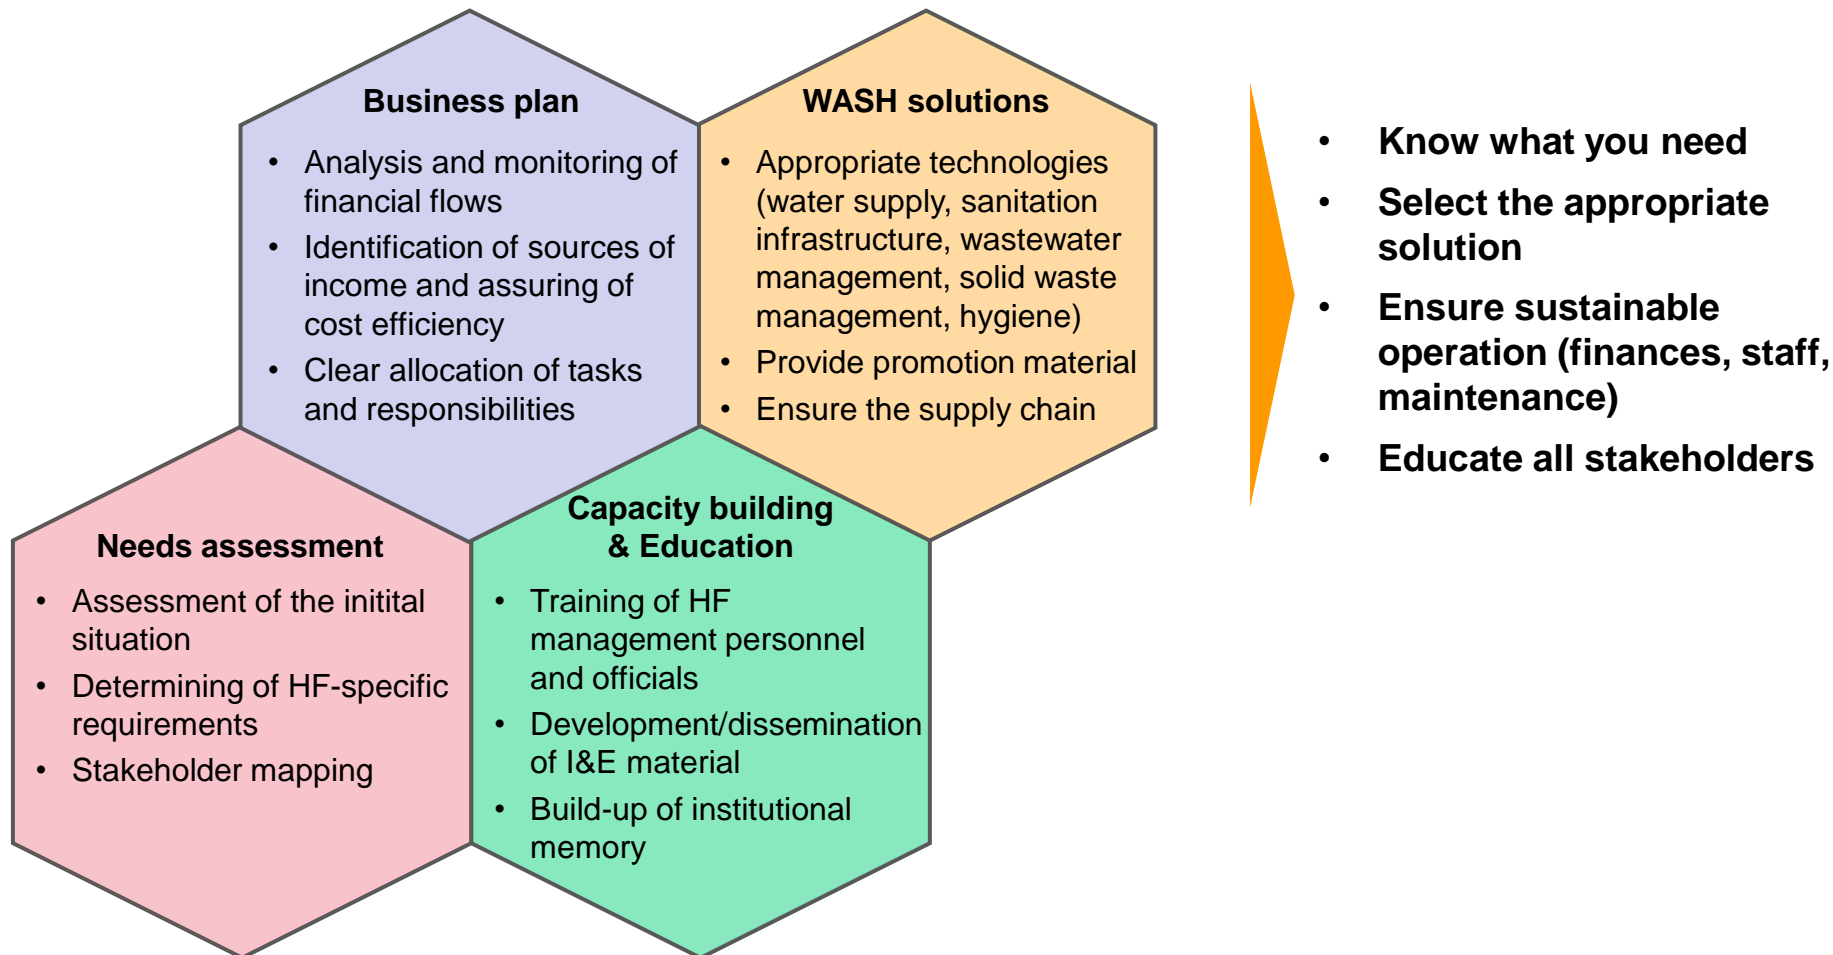 Business plan
• Analysis and monitoring of
financial flows
• Identification of sources of
income and assuring of
cost efficiency
• Clear allocation of tasks
and responsibilities
WASH solutions
• Appropriate technologies
(water supply, sanitation
infrastructure, wastewater
management, solid waste
management, hygiene)
• Provide promotion material
• Ensure the supply chain
Needs assessment
• Assessment of the initital
situation
• Determining of HF-specific
requirements
• Stakeholder mapping
Capacity building
& Education
• Training of HF
management personnel
and officials
• Development/dissemination
of I&E material
• Build-up of institutional
memory
• Know what you need
• Select the appropriate
solution
• Ensure sustainable
operation (finances, staff,
maintenance)
• Educate all stakeholders